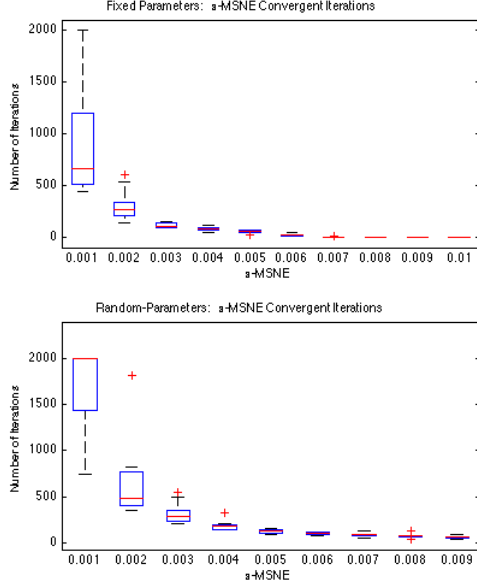 Fixed Parameters: ɛ-MSNE Convergent Iterations
2000
1500
1000
500
0
Number of Iterations
0.001 0.002 0.003 0.004 0.005 0.006 0.007 0.008 0.009 0.01
ɛ-MSNE
Random-Parameters: ɛ-MSNE Convergent Iterations
2000
1500
1000
500
0
Number of Iterations
0.001 0.002 0.003 0.004 0.005 0.006 0.007 0.008 0.009
ɛ-MSNE